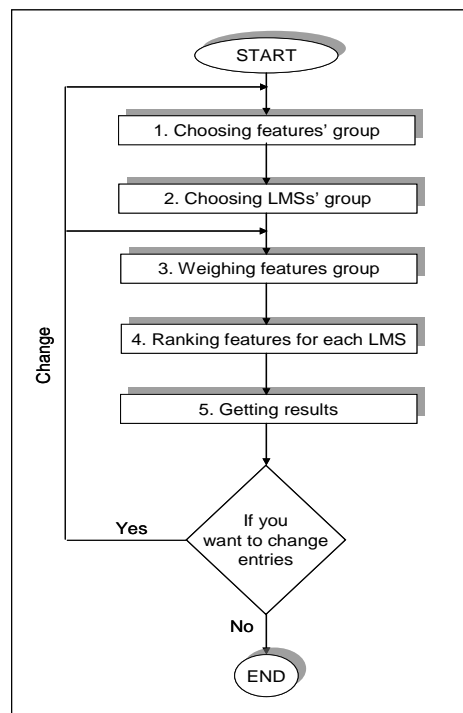 START
1. Choosing features' group
2. Choosing LMSs' group
3. Weighing features group
4. Ranking features for each LMS
5. Getting results
Change
If you
want to change
entries
Yes
No
END